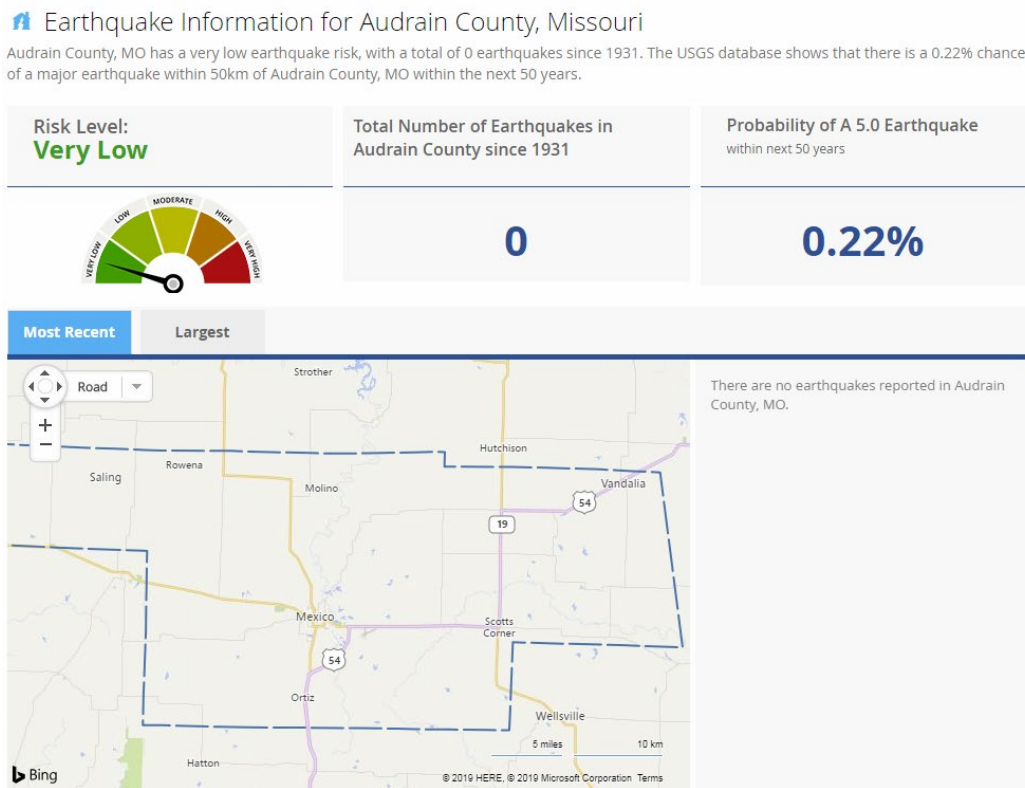 Earthquake Information for Audrain County, Missouri
Audrain County, MO has a very low earthquake risk, with a total of 0 earthquakes since 1931. The USGS database shows that there is a 0.22% chance
of a major earthquake within 50km of Audrain County, MO within the next 50 years.
Risk Level:
Very Low
VERY LOW
LOW
MODERATE
HIGH
VERY HIGH
Total Number of Earthquakes in
Audrain County since 1931
0
Probability of A 5.0 Earthquake
within next 50 years
0.22%
Most Recent
Largest
There are no earthquakes reported in Audrain
County, MO.
Road
+
−
Strother
Hutchison
Rowena
Saling
Molino
Vandalia
54
19
Mexico
Scotts
Corner
54
Ortiz
Wellsville
Hatton
5 miles
10 km
Bing
© 2019 HERE, © 2019 Microsoft Corporation Terms